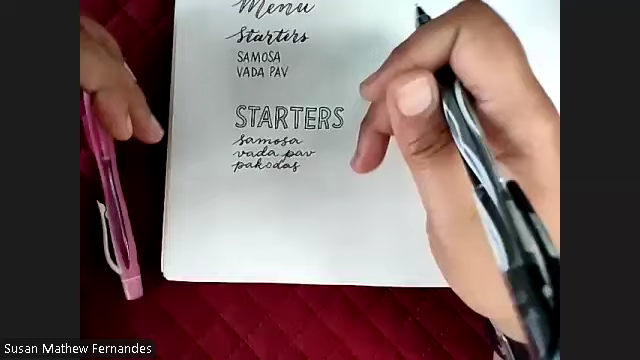 Menu
Starters
SAMOSA
VADA PAV
STARTERS
samosa
vada pav
pakodas
Susan Mathew Fernandes